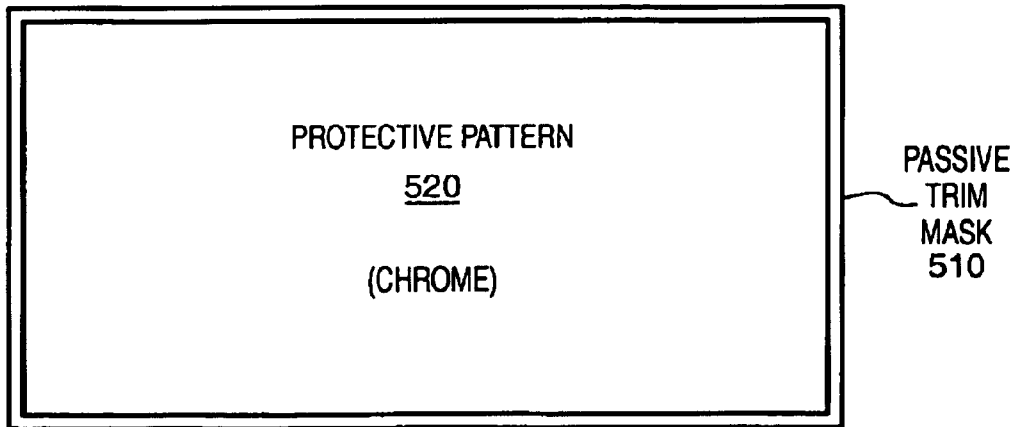 PROTECTIVE PATTERN
520
(CHROME)
PASSIVE
TRIM
MASK
510